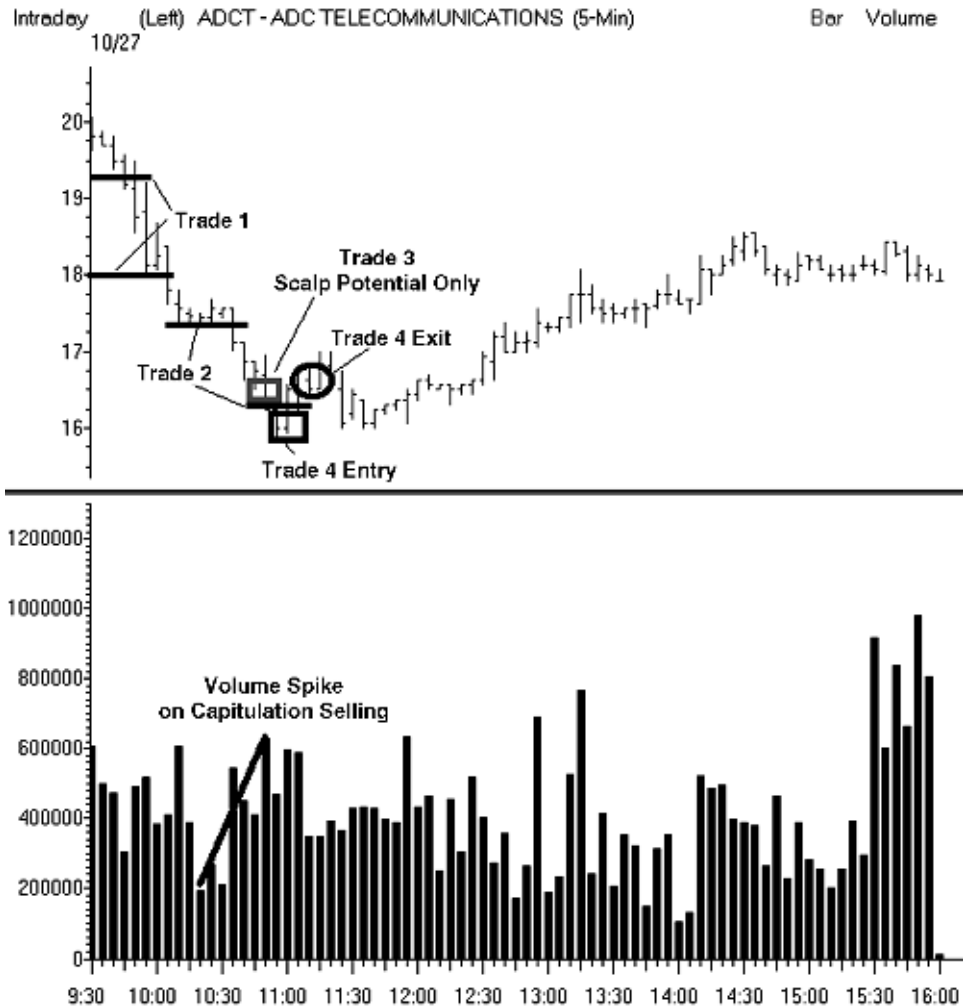 Intraday (Left) ADCT - ADC TELECOMMUNICATIONS (5-Min) Bar Volume
10/27
20
19
Trade 1
Trade 3
18
Scalp Potential Only
Trade 4 Exit
17
Trade 2
16
Trade 4 Entry
1200000
1000000
800000
Volume Spike
on Capitulation Selling
600000
400000
200000
0
9:30 10:00 10:30 11:00 11:30 12:00 12:30 13:00 13:30 14:00 14:30 15:00 15:30 16:00